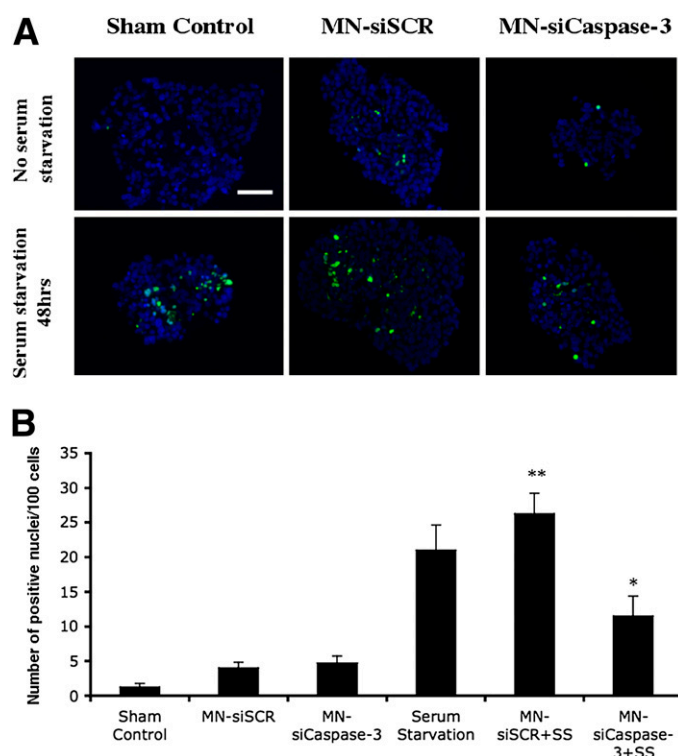 A
Sham Control
MN-siSCR
MN-siCaspase-3
No serum
starvation
Serum starvation
48hrs
B
Number of positive nuclei/100 cells
35
30
25
20
15
10
5
0
**
*
Sham
Control
MN-siSCR
MN-
siCaspase-3
Serum
Starvation
MN-
siSCR+SS
MN-
siCaspase-
3+SS